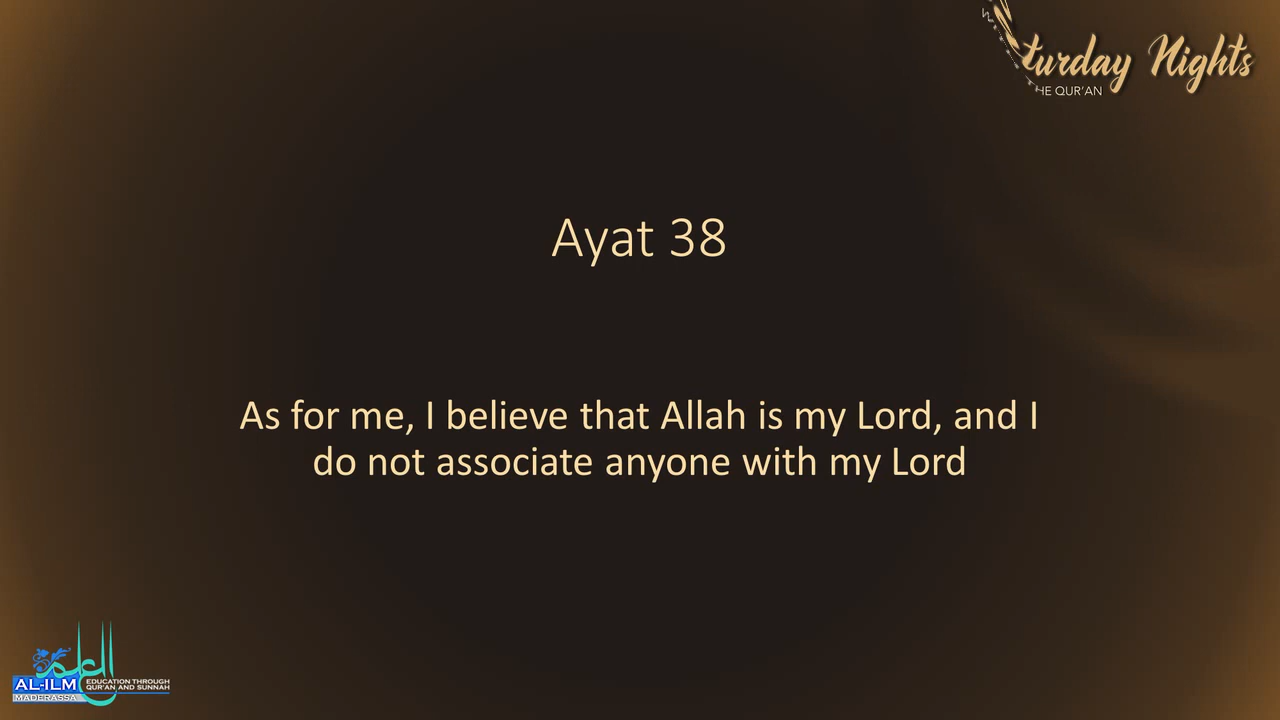 turday Nights
HE QUR'AN
Ayat 38
As for me, I believe that Allah is my Lord, and I
do not associate anyone with my Lord
العلم
AL-ILM
MADERASSA
EDUCATION THROUGH
QUR'AN AND SUNNAH